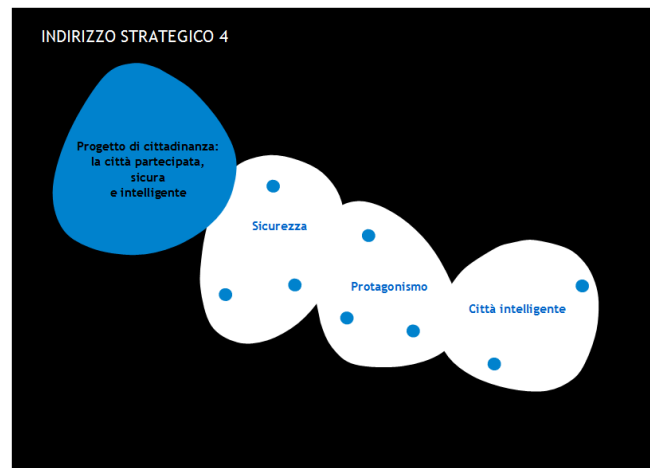 INDIRIZZO STRATEGICO 4
Progetto di cittadinanza:
la città partecipata,
sicura
e intelligente
Sicurezza
Protagonismo
Città intelligente